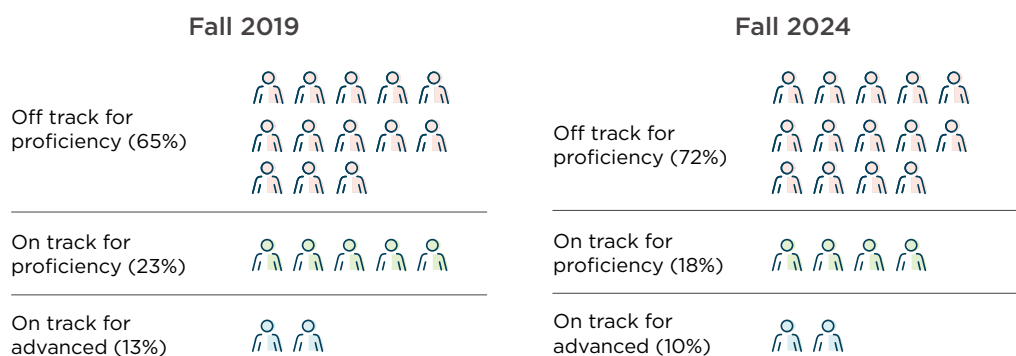 Fall 2019
Off track for
proficiency (65%)
On track for
proficiency (23%)
On track for
advanced (13%)
Fall 2024
Off track for
proficiency (72%)
On track for
proficiency (18%)
On track for
advanced (10%)